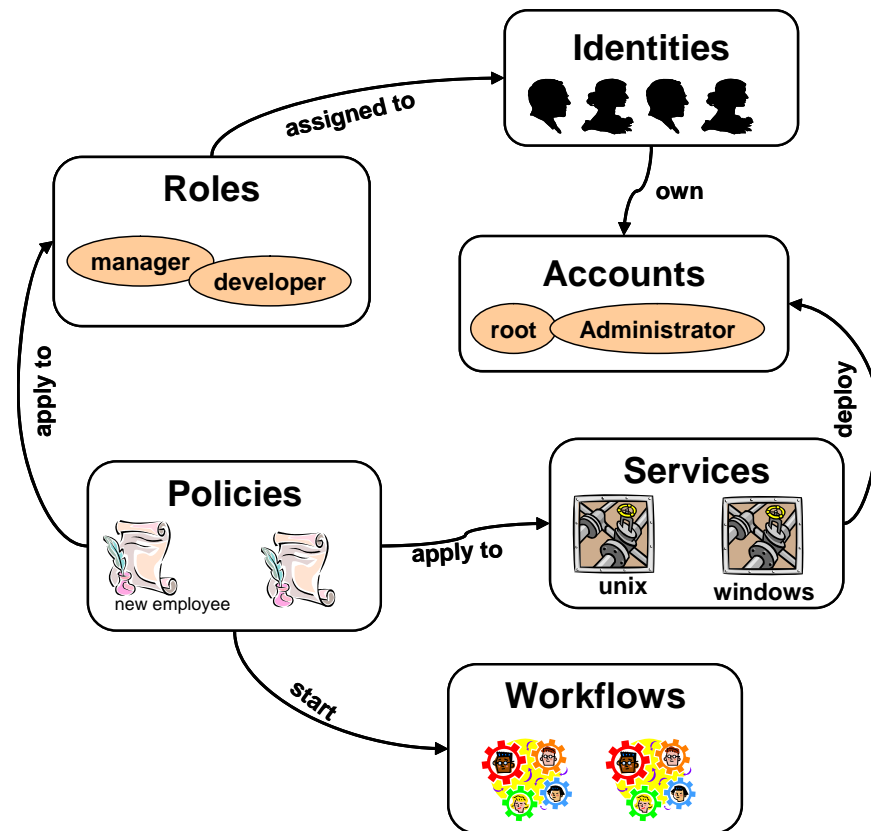 Identities
assigned to
Roles
own
manager
developer
Accounts
root
Administrator
apply to
deploy
Policies
Services
apply to
new employee
unix
windows
start
Workflows